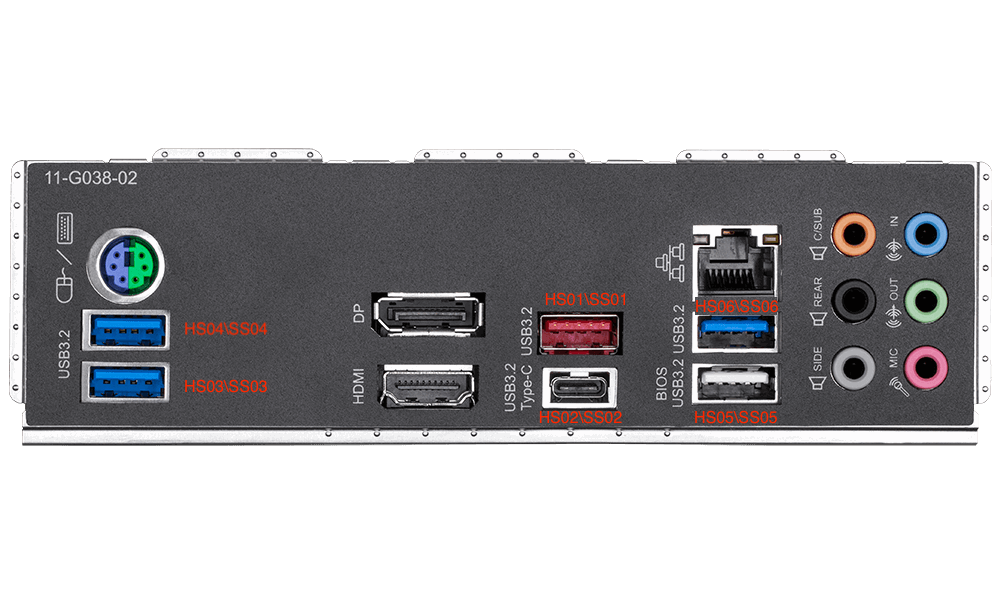 11-G038-02
C/SUB
IN
HS01\SS01
HS06\SS06
REAR
OUT
DP
USB3.2
USB3.2
USB3.2
HS04\SS04
HS03\SS03
HDMI
USB3.2
Type-C
HS02\SS02
BIOS
USB3.2
HS05\SS05
SIDE
MIC